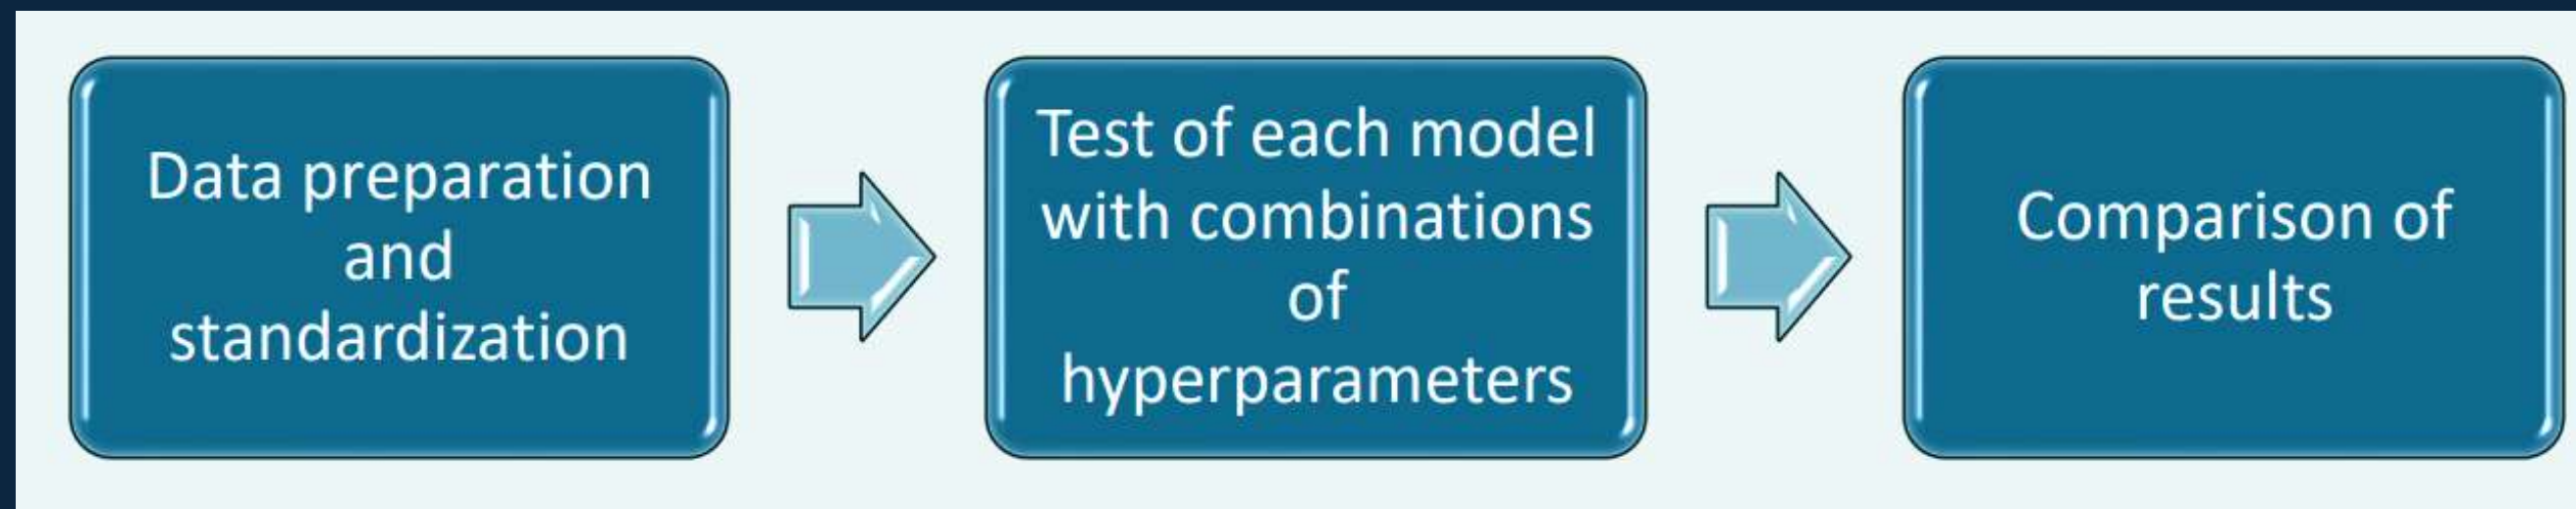 Data preparation
and
standardization
Test of each model
with combinations
of
hyperparameters
Comparison of
results